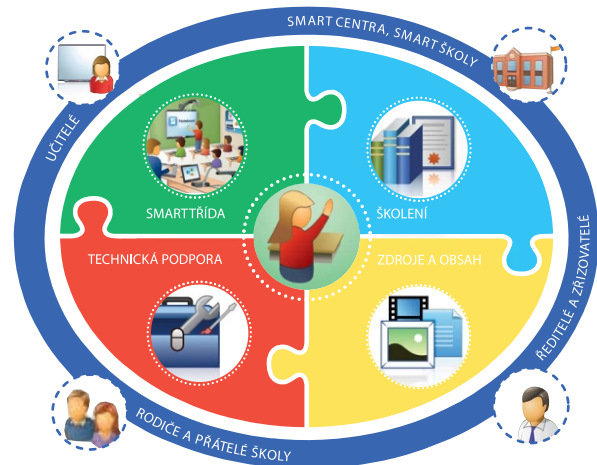 SMART CENTRA, SMART ŠKOLY
UČITELÉ
SMARTTŘÍDA
ŠKOLENÍ
TECHNICKÁ PODPORA
ZDROJE A OBSAH
ŘEDITELÉ A ZŘIZOVATELÉ
RODIČE A PŘÁTELÉ ŠKOLY